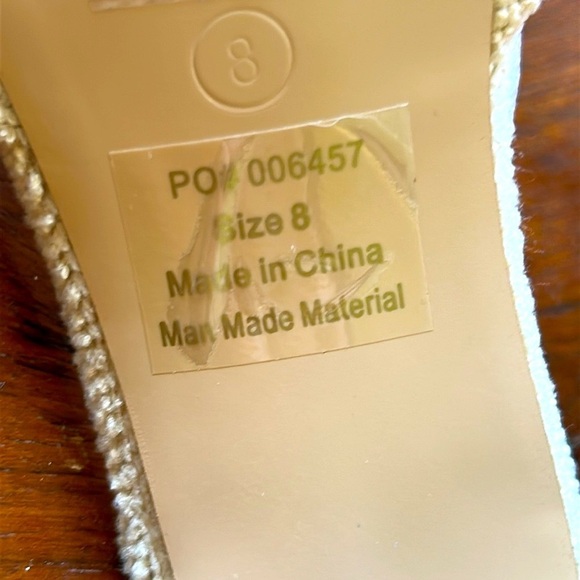 8
PO# 006457
Size 8
Made in China
Man Made Material